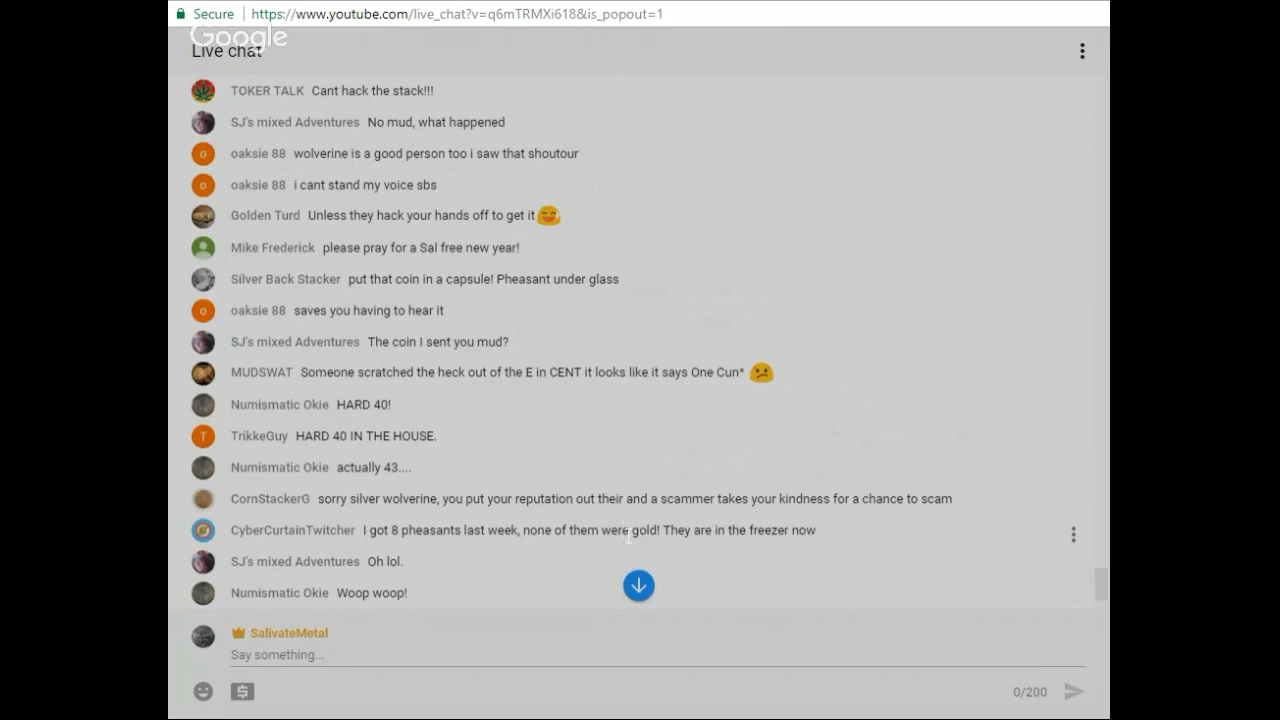 Secure https://www.youtube.com/live_chat?v=q6mTRMXi618&is_popout=1
Google
Live chat
TOKER TALK Cant hack the stack!!!
SJ's mixed Adventures No mud, what happened
o oaksie 88 wolverine is a good person too i saw that shoutour
o oaksie 88 i cant stand my voice sbs
Golden Turd Unless they hack your hands off to get it
Mike Frederick please pray for a Sal free new year!
Silver Back Stacker put that coin in a capsule! Pheasant under glass
o oaksie 88 saves you having to hear it
SJ's mixed Adventures The coin I sent you mud?
MUDSWAT Someone scratched the heck out of the E in CENT it looks like it says One Cun*
Numismatic Okie HARD 40!
T TrikkeGuy HARD 40 IN THE HOUSE.
Numismatic Okie actually 43....
CornStackerG sorry silver wolverine, you put your reputation out their and a scammer takes your kindness for a chance to scam
CyberCurtainTwitcher I got 8 pheasants last week, none of them were gold! They are in the freezer now
SJ's mixed Adventures Oh lol.
Numismatic Okie Woop woop!
SalivateMetal
Say something...
$ 0/200